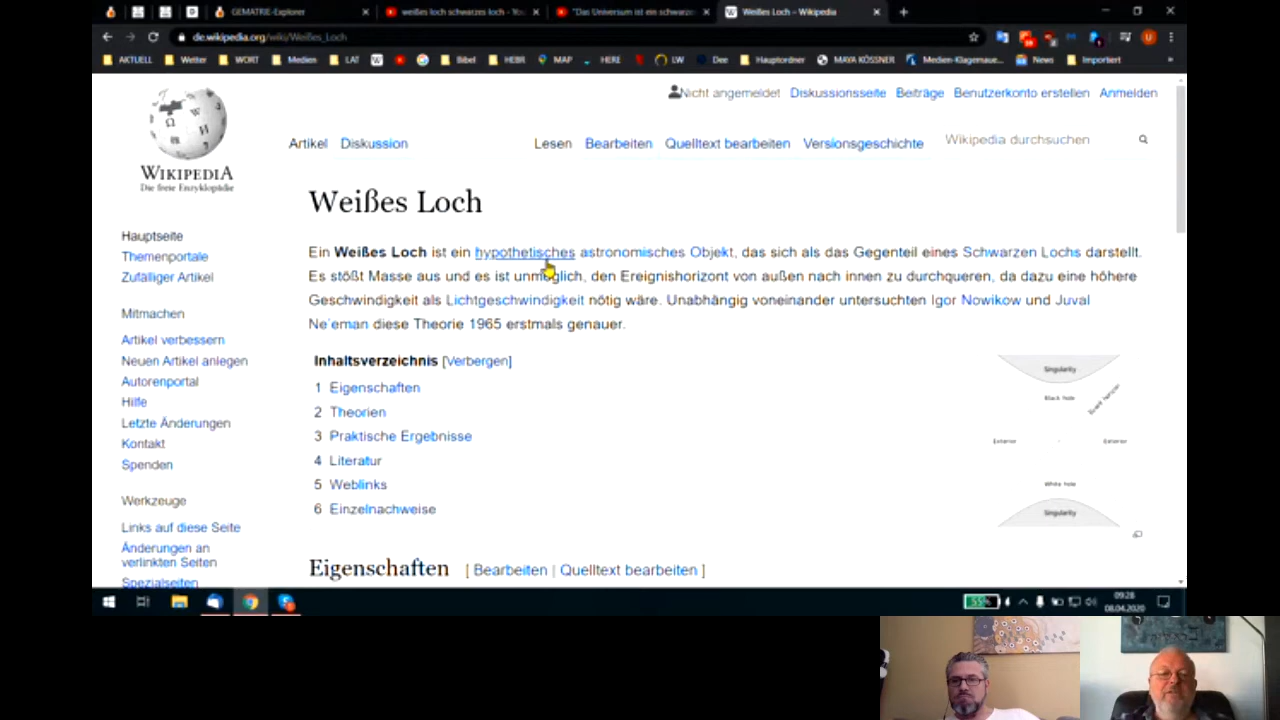 GEMATRIE-Explorer
weißes loch schwarzes loch - You
"Das Universum ist ein schwarze
Weißes Loch – Wikipedia
de.wikipedia.org/wiki/Weißes_Loch
AKTUELL Wetter WORT Medien LAT Bibel HEBR MAP HERE LW Dee Hauptordner MAYA KÖSSNER Medien-Klagemaue... News Importiert
Nicht angemeldet Diskussionsseite Beiträge Benutzerkonto erstellen Anmelden
Artikel Diskussion Lesen Bearbeiten Quelltext bearbeiten Versionsgeschichte Wikipedia durchsuchen
WIKIPEDIA
Die freie Enzyklopädie
Hauptseite
Themenportale
Zufälliger Artikel
Mitmachen
Artikel verbessern
Neuen Artikel anlegen
Autorenportal
Hilfe
Letzte Änderungen
Kontakt
Spenden
Werkzeuge
Links auf diese Seite
Änderungen an
verlinkten Seiten
Spezialseiten
Weißes Loch
Ein Weißes Loch ist ein hypothetisches astronomisches Objekt, das sich als das Gegenteil eines Schwarzen Lochs darstellt.
Es stößt Masse aus und es ist unmöglich, den Ereignishorizont von außen nach innen zu durchqueren, da dazu eine höhere
Geschwindigkeit als Lichtgeschwindigkeit nötig wäre. Unabhängig voneinander untersuchten Igor Nowikow und Juval
Ne'eman diese Theorie 1965 erstmals genauer.
Inhaltsverzeichnis [Verbergen]
1 Eigenschaften
2 Theorien
3 Praktische Ergebnisse
4 Literatur
5 Weblinks
6 Einzelnachweise
Singularity
Black hole
Event horizon
Exterior Exterior
White hole
Singularity
Eigenschaften [ Bearbeiten | Quelltext bearbeiten ]
55%
09:28
08.04.2020